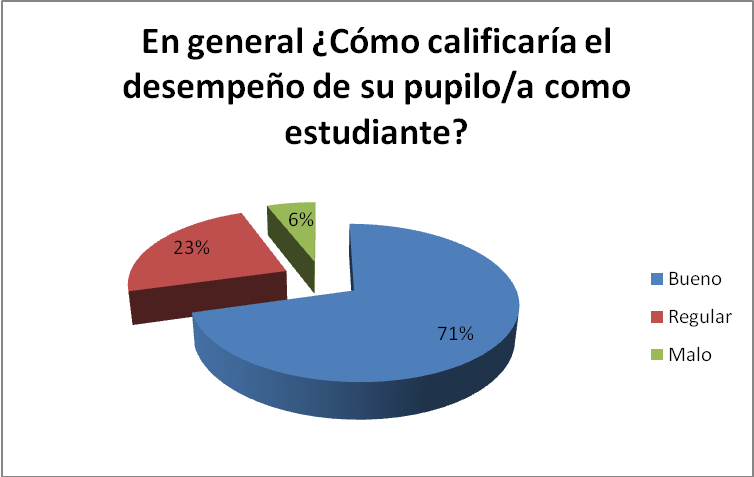 En general ¿Cómo calificaría el
desempeño de su pupilo/a como
estudiante?
6%
23%
71%
Bueno
Regular
Malo